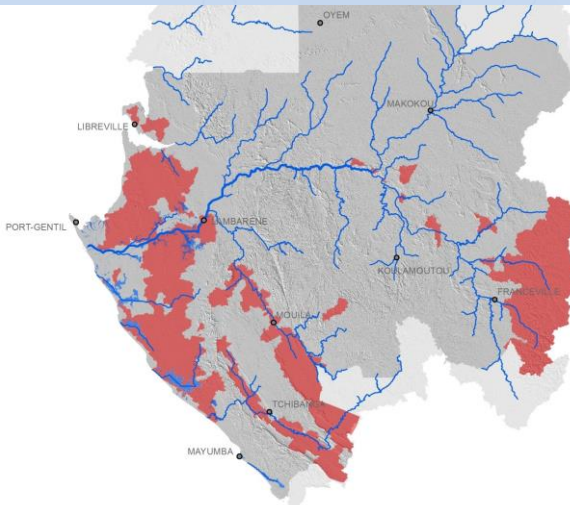 OYEM
MAKOKOU
LIBREVILLE
PORT-GENTIL
LAMBARENE
KOULAMOUTOU
FRANCEVILLE
MOUILA
TCHIBANGA
MAYUMBA